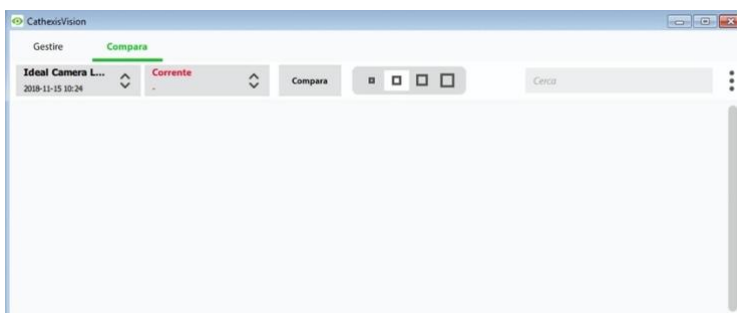 CathexisVision
Gestire Compara
Ideal Camera L... Corrente
2018-11-15 10:24 -
Compara
Cerca